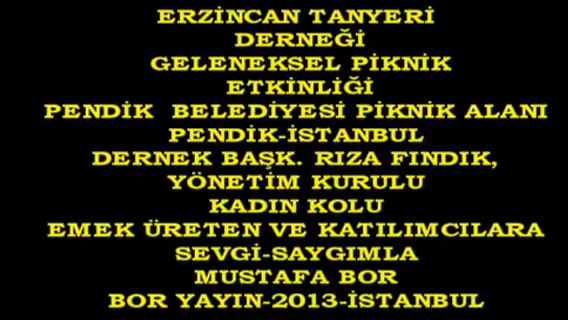 ERZİNCAN TANYERİ
DERNEĞİ
GELENEKSEL PİKNİK
ETKİNLİĞİ
PENDİK BELEDİYESİ PİKNİK ALANI
PENDİK-İSTANBUL
DERNEK BAŞK. RIZA FINDIK,
YÖNETİM KURULU
KADIN KOLU
EMEK ÜRETEN VE KATILIMCILARA
SEVGİ-SAYGIMLA
MUSTAFA BOR
BOR YAYIN-2013-İSTANBUL